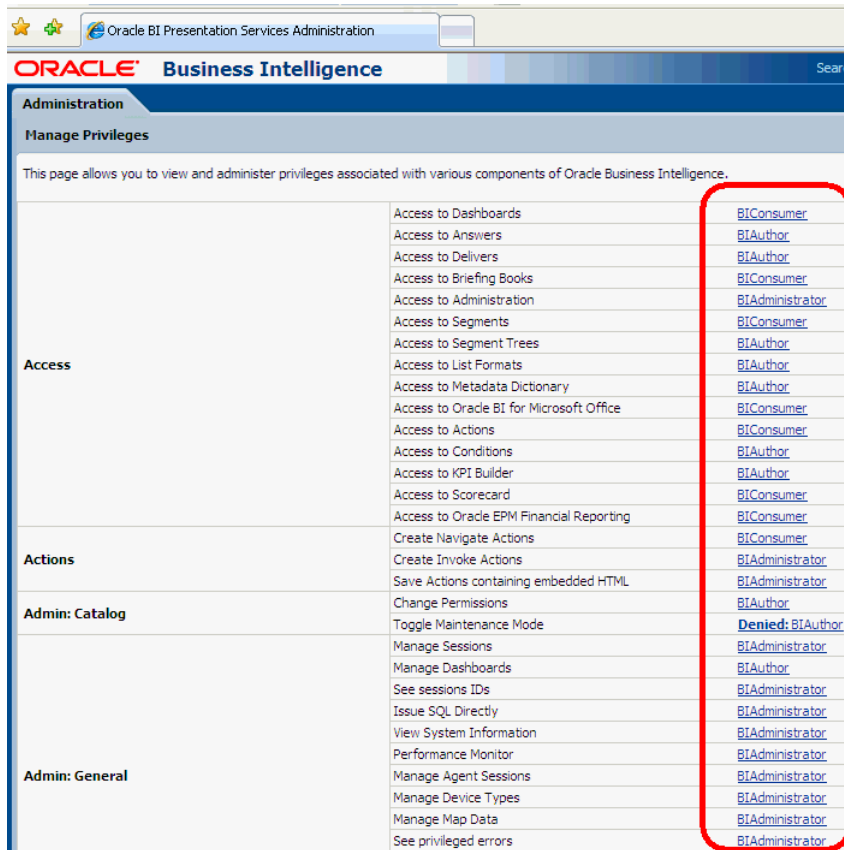 Oracle BI Presentation Services Administration
ORACLE Business Intelligence
Administration
Manage Privileges
This page allows you to view and administer privileges associated with various components of Oracle Business Intelligence.
Access
Access to Dashboards BIConsumer
Access to Answers BIAuthor
Access to Delivers BIAuthor
Access to Briefing Books BIConsumer
Access to Administration BIAdministrator
Access to Segments BIConsumer
Access to Segment Trees BIAuthor
Access to List Formats BIAuthor
Access to Metadata Dictionary BIAuthor
Access to Oracle BI for Microsoft Office BIConsumer
Access to Actions BIConsumer
Access to Conditions BIAuthor
Access to KPI Builder BIAuthor
Access to Scorecard BIConsumer
Access to Oracle EPM Financial Reporting BIConsumer
Actions
Create Navigate Actions BIConsumer
Create Invoke Actions BIAdministrator
Save Actions containing embedded HTML BIAdministrator
Admin: Catalog
Change Permissions BIAuthor
Toggle Maintenance Mode Denied: BIAuthor
Admin: General
Manage Sessions BIAdministrator
Manage Dashboards BIAuthor
See sessions IDs BIAdministrator
Issue SQL Directly BIAdministrator
View System Information BIAdministrator
Performance Monitor BIAdministrator
Manage Agent Sessions BIAdministrator
Manage Device Types BIAdministrator
Manage Map Data BIAdministrator
See privileged errors BIAdministrator